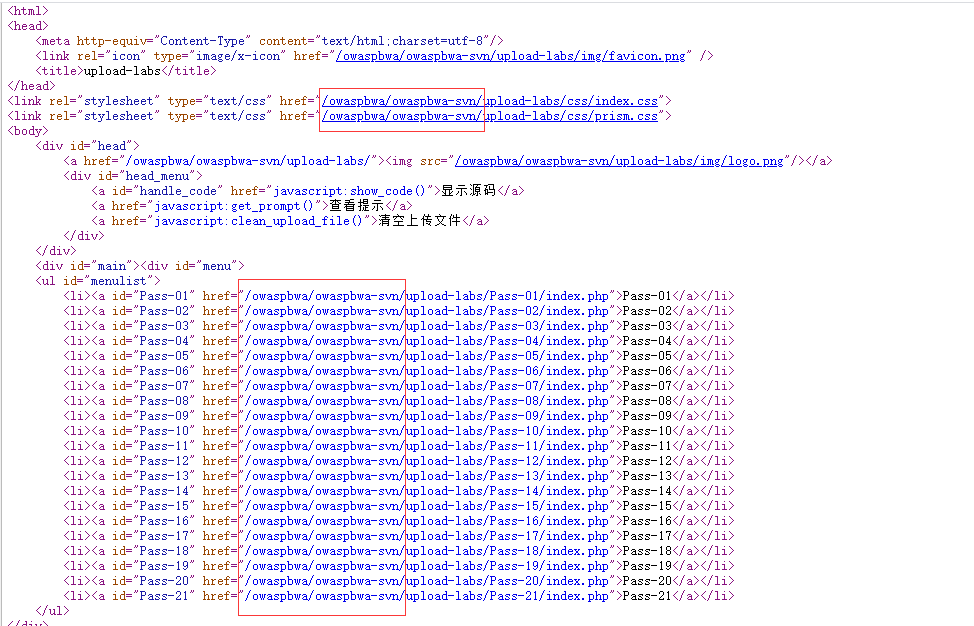 <html>
<head>
<meta http-equiv="Content-Type" content="text/html;charset=utf-8"/>
<link rel="icon" type="image/x-icon" href="/owaspbwa/owaspbwa-svn/upload-labs/img/favicon.png" />
<title>upload-labs</title>
</head>
<link rel="stylesheet" type="text/css" href="/owaspbwa/owaspbwa-svn/upload-labs/css/index.css">
<link rel="stylesheet" type="text/css" href="/owaspbwa/owaspbwa-svn/upload-labs/css/prism.css">
<body>
<div id="head">
<a href="/owaspbwa/owaspbwa-svn/upload-labs/"><img src="/owaspbwa/owaspbwa-svn/upload-labs/img/logo.png"/></a>
<div id="head_menu">
<a id="handle_code" href="javascript:show_code()">显示源码</a>
<a href="javascript:get_prompt()">查看提示</a>
<a href="javascript:clean_upload_file()">清空上传文件</a>
</div>
</div>
<div id="main"><div id="menu">
<ul id="menulist">
<li><a id="Pass-01" href="/owaspbwa/owaspbwa-svn/upload-labs/Pass-01/index.php">Pass-01</a></li>
<li><a id="Pass-02" href="/owaspbwa/owaspbwa-svn/upload-labs/Pass-02/index.php">Pass-02</a></li>
<li><a id="Pass-03" href="/owaspbwa/owaspbwa-svn/upload-labs/Pass-03/index.php">Pass-03</a></li>
<li><a id="Pass-04" href="/owaspbwa/owaspbwa-svn/upload-labs/Pass-04/index.php">Pass-04</a></li>
<li><a id="Pass-05" href="/owaspbwa/owaspbwa-svn/upload-labs/Pass-05/index.php">Pass-05</a></li>
<li><a id="Pass-06" href="/owaspbwa/owaspbwa-svn/upload-labs/Pass-06/index.php">Pass-06</a></li>
<li><a id="Pass-07" href="/owaspbwa/owaspbwa-svn/upload-labs/Pass-07/index.php">Pass-07</a></li>
<li><a id="Pass-08" href="/owaspbwa/owaspbwa-svn/upload-labs/Pass-08/index.php">Pass-08</a></li>
<li><a id="Pass-09" href="/owaspbwa/owaspbwa-svn/upload-labs/Pass-09/index.php">Pass-09</a></li>
<li><a id="Pass-10" href="/owaspbwa/owaspbwa-svn/upload-labs/Pass-10/index.php">Pass-10</a></li>
<li><a id="Pass-11" href="/owaspbwa/owaspbwa-svn/upload-labs/Pass-11/index.php">Pass-11</a></li>
<li><a id="Pass-12" href="/owaspbwa/owaspbwa-svn/upload-labs/Pass-12/index.php">Pass-12</a></li>
<li><a id="Pass-13" href="/owaspbwa/owaspbwa-svn/upload-labs/Pass-13/index.php">Pass-13</a></li>
<li><a id="Pass-14" href="/owaspbwa/owaspbwa-svn/upload-labs/Pass-14/index.php">Pass-14</a></li>
<li><a id="Pass-15" href="/owaspbwa/owaspbwa-svn/upload-labs/Pass-15/index.php">Pass-15</a></li>
<li><a id="Pass-16" href="/owaspbwa/owaspbwa-svn/upload-labs/Pass-16/index.php">Pass-16</a></li>
<li><a id="Pass-17" href="/owaspbwa/owaspbwa-svn/upload-labs/Pass-17/index.php">Pass-17</a></li>
<li><a id="Pass-18" href="/owaspbwa/owaspbwa-svn/upload-labs/Pass-18/index.php">Pass-18</a></li>
<li><a id="Pass-19" href="/owaspbwa/owaspbwa-svn/upload-labs/Pass-19/index.php">Pass-19</a></li>
<li><a id="Pass-20" href="/owaspbwa/owaspbwa-svn/upload-labs/Pass-20/index.php">Pass-20</a></li>
<li><a id="Pass-21" href="/owaspbwa/owaspbwa-svn/upload-labs/Pass-21/index.php">Pass-21</a></li>
</ul>
</div>